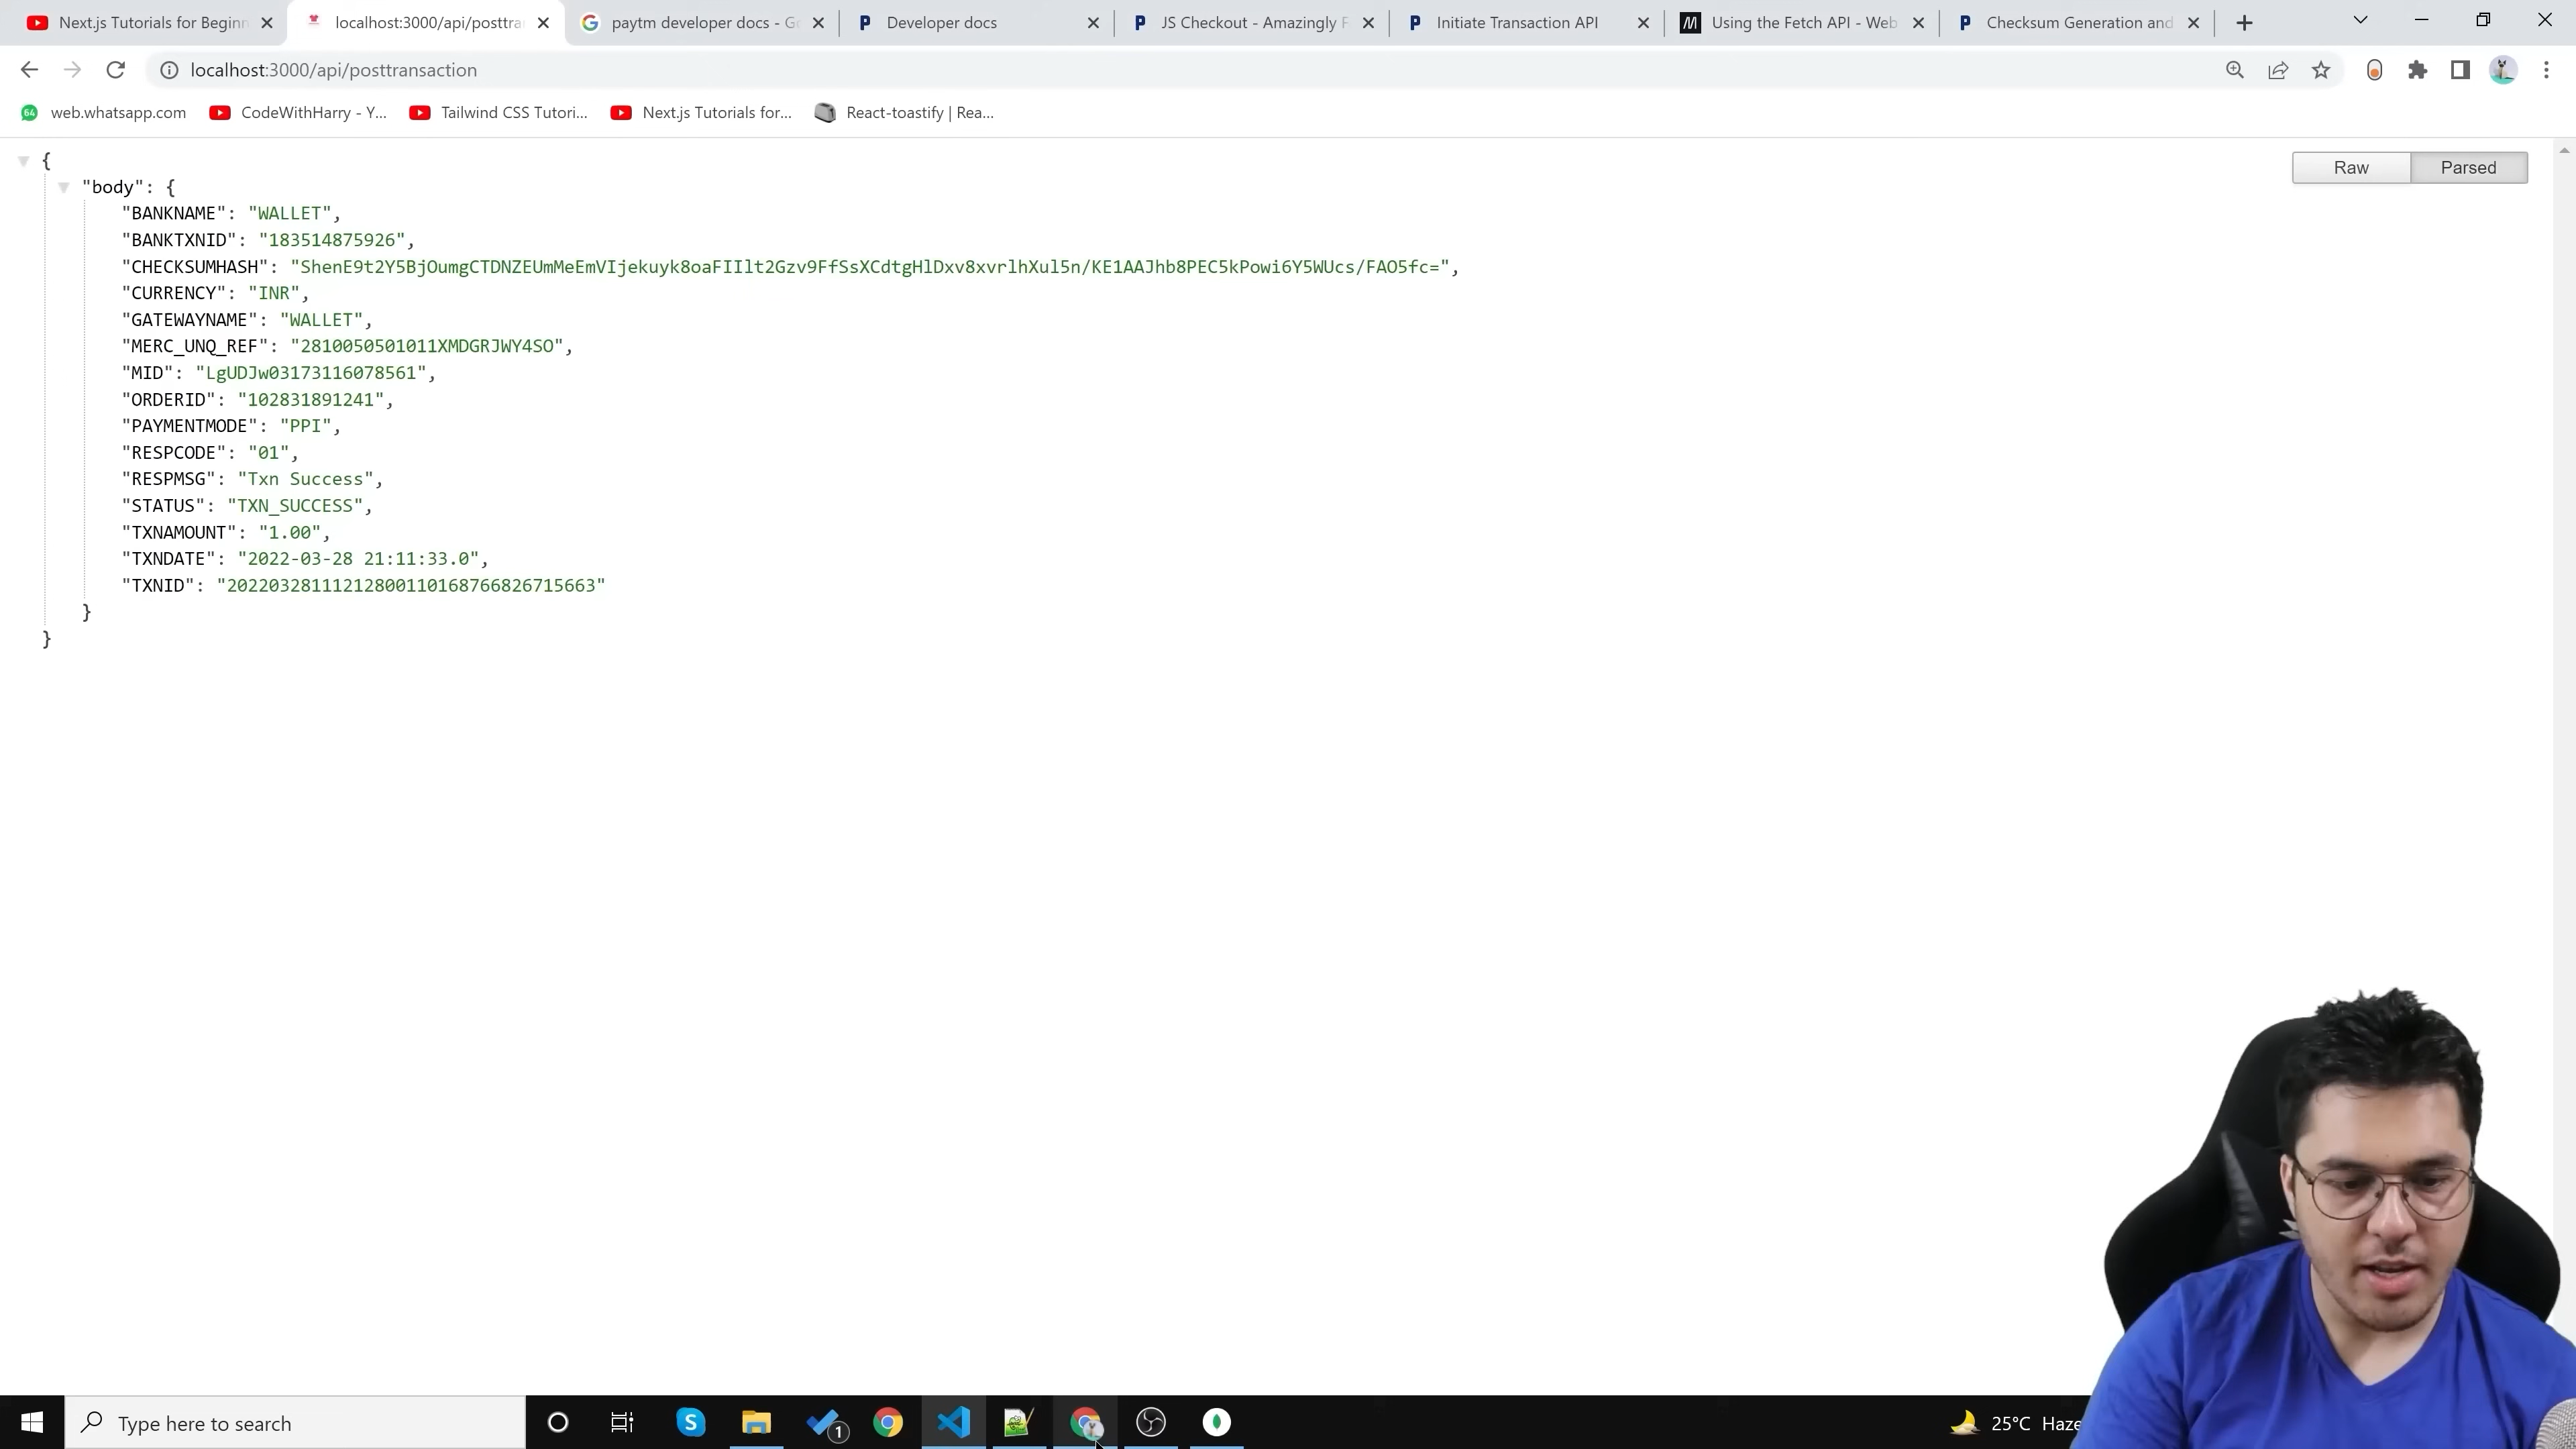 Next.js Tutorials for Beginn
localhost:3000/api/posttra
paytm developer docs - Go
Developer docs
JS Checkout - Amazingly F
Initiate Transaction API
Using the Fetch API - Web
Checksum Generation and
localhost:3000/api/posttransaction
web.whatsapp.com
CodeWithHarry - Y...
Tailwind CSS Tutori...
Next.js Tutorials for...
React-toastify | Rea...
Raw Parsed
{
"body": {
"BANKNAME": "WALLET",
"BANKTXNID": "183514875926",
"CHECKSUMHASH": "ShenE9t2Y5BjOumgCTDNZEUmMeEmVIjekuyk8oaFIIlt2Gzv9FfSsXCdtgHlDxv8xvrlhXul5n/KE1AAJhb8PEC5kPowi6Y5WUcs/FAO5fc=",
"CURRENCY": "INR",
"GATEWAYNAME": "WALLET",
"MERC_UNQ_REF": "2810050501011XMDGRJWY4SO",
"MID": "LgUDJw03173116078561",
"ORDERID": "102831891241",
"PAYMENTMODE": "PPI",
"RESPCODE": "01",
"RESPMSG": "Txn Success",
"STATUS": "TXN_SUCCESS",
"TXNAMOUNT": "1.00",
"TXNDATE": "2022-03-28 21:11:33.0",
"TXNID": "20220328111212800110168766826715663"
}
}
Type here to search
1
25°C Haze